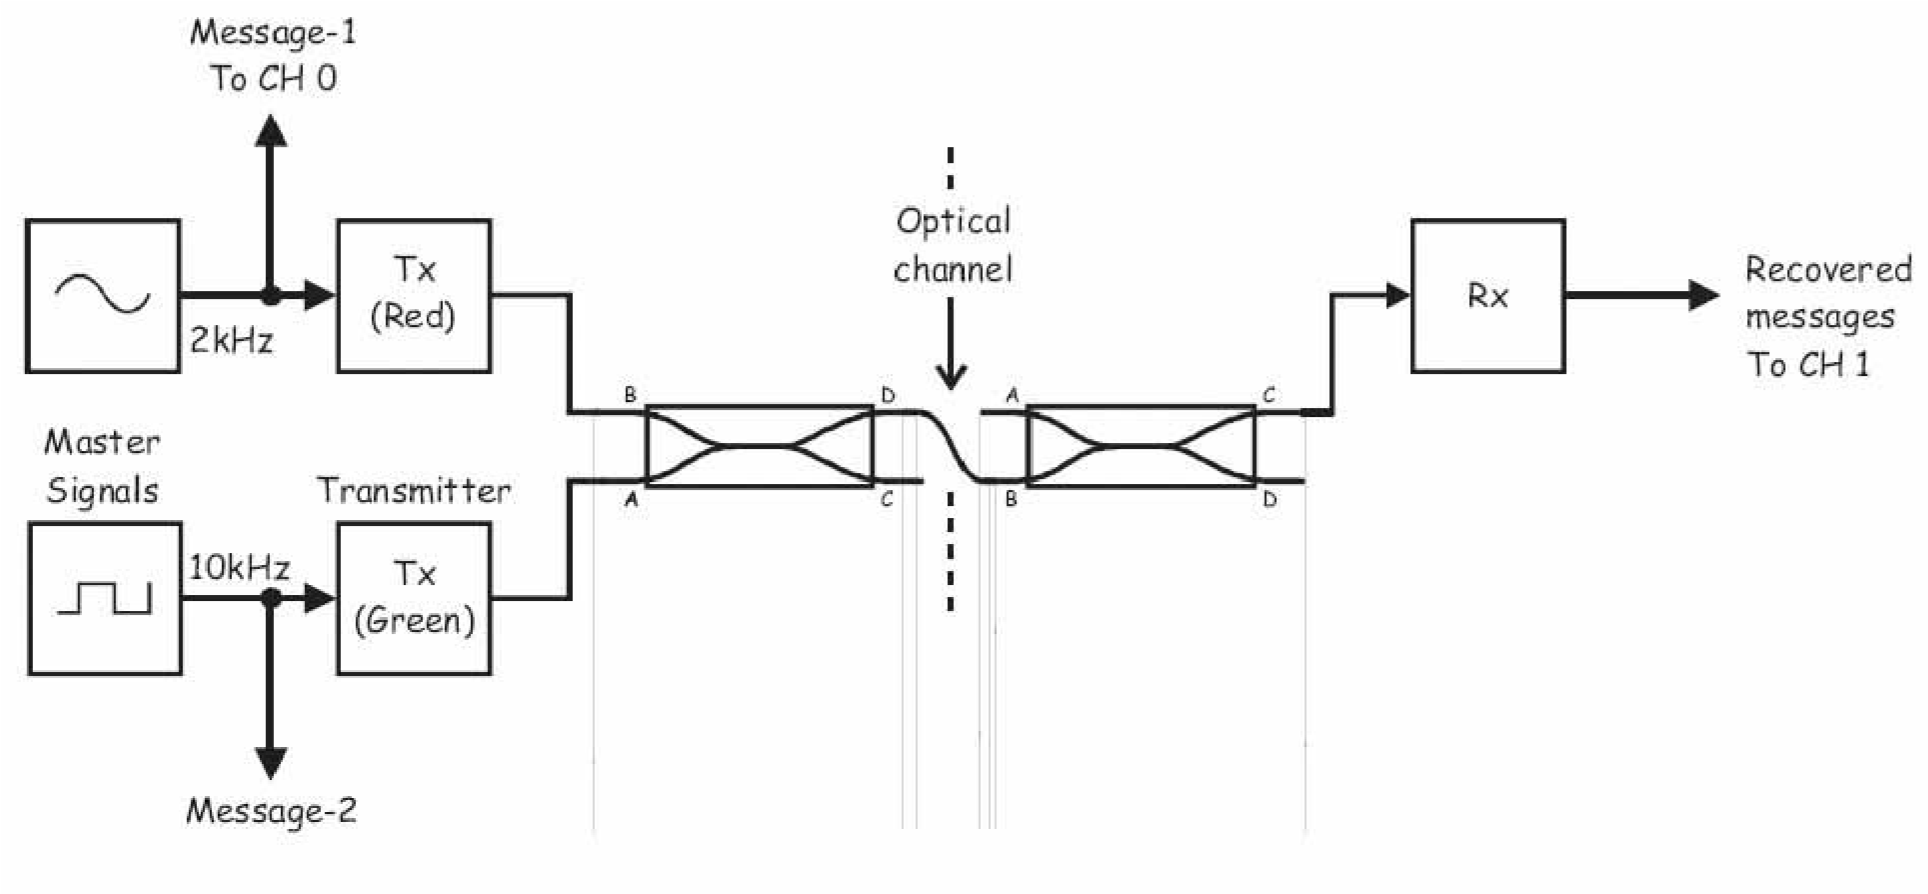 Message-1
To CH 0
2kHz
Tx
(Red)
Master
Signals
10kHz
Transmitter
Tx
(Green)
Message-2
B
A
D
C
Optical
channel
A
B
C
D
Rx
Recovered
messages
To CH 1